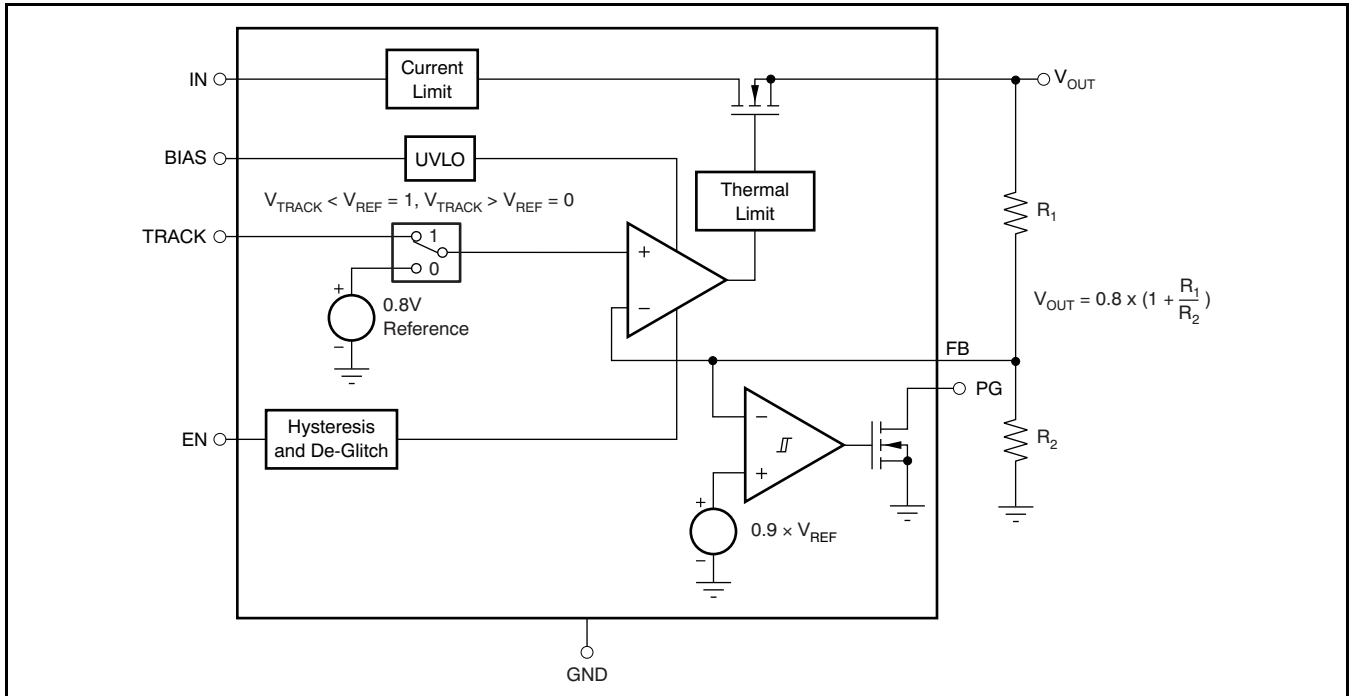 IN
Current
Limit
V_OUT
BIAS
UVLO
V_TRACK < V_REF = 1, V_TRACK > V_REF = 0
Thermal
Limit
TRACK
1
0
R_1
+
−
+
0.8V
Reference
−
V_OUT = 0.8 x (1 + R_1/R_2)
FB
PG
EN
Hysteresis
and De-Glitch
−
+
R_2
+
0.9 × V_REF
−
GND